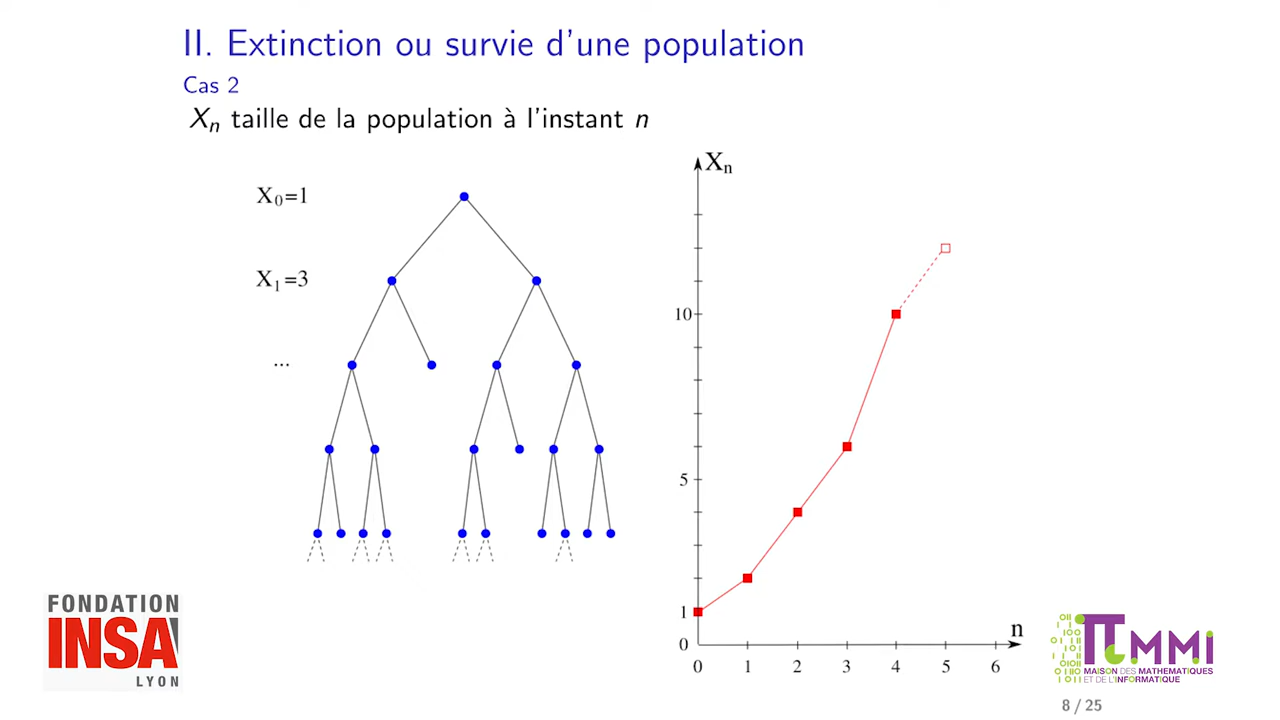 II. Extinction ou survie d'une population
Cas 2
Xn taille de la population à l'instant n
X0=1
X1=3
...
Xn
10
5
1
0
n
0 1 2 3 4 5 6
FONDATION
INSA
LYON
MMI
MAISON DES MATHEMATIQUES
ET DE L'INFORMATIQUE
8 / 25